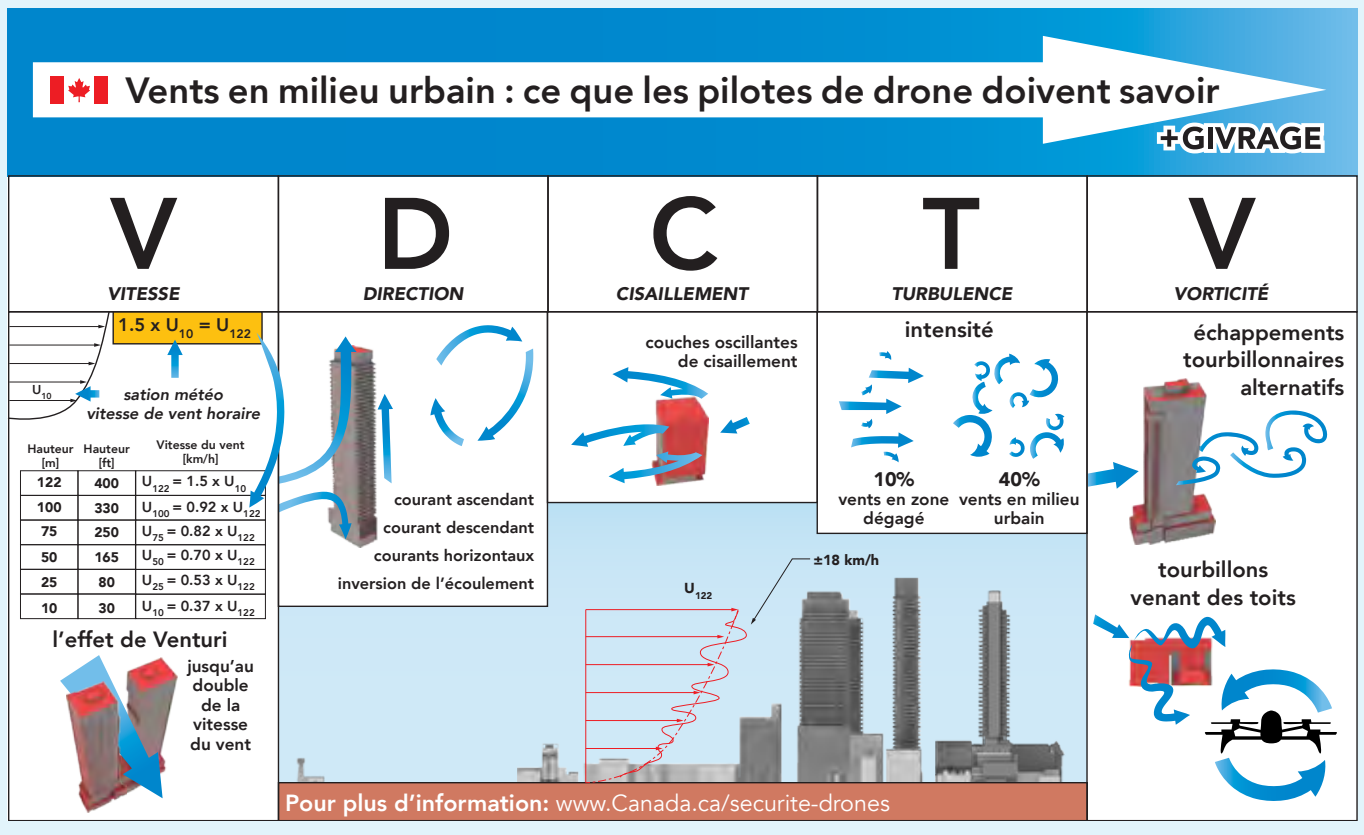 Vents en milieu urbain : ce que les pilotes de drone doivent savoir
+GIVRAGE
V
VITESSE
1.5 x U10 = U122
U10
sation météo
vitesse de vent horaire
Hauteur [m] Hauteur [ft] Vitesse du vent [km/h]
122 400 U122 = 1.5 x U10
100 330 U100 = 0.92 x U122
75 250 U75 = 0.82 x U122
50 165 U50 = 0.70 x U122
25 80 U25 = 0.53 x U122
10 30 U10 = 0.37 x U122
l'effet de Venturi
jusqu'au
double
de la
vitesse
du vent
D
DIRECTION
courant ascendant
courant descendant
courants horizontaux
inversion de l'écoulement
C
CISAILLEMENT
couches oscillantes
de cisaillement
T
TURBULENCE
intensité
10%
vents en zone
dégagé
40%
vents en milieu
urbain
V
VORTICITÉ
échappements
tourbillonnaires
alternatifs
tourbillons
venant des toits
U122
±18 km/h
Pour plus d'information: www.Canada.ca/securite-drones